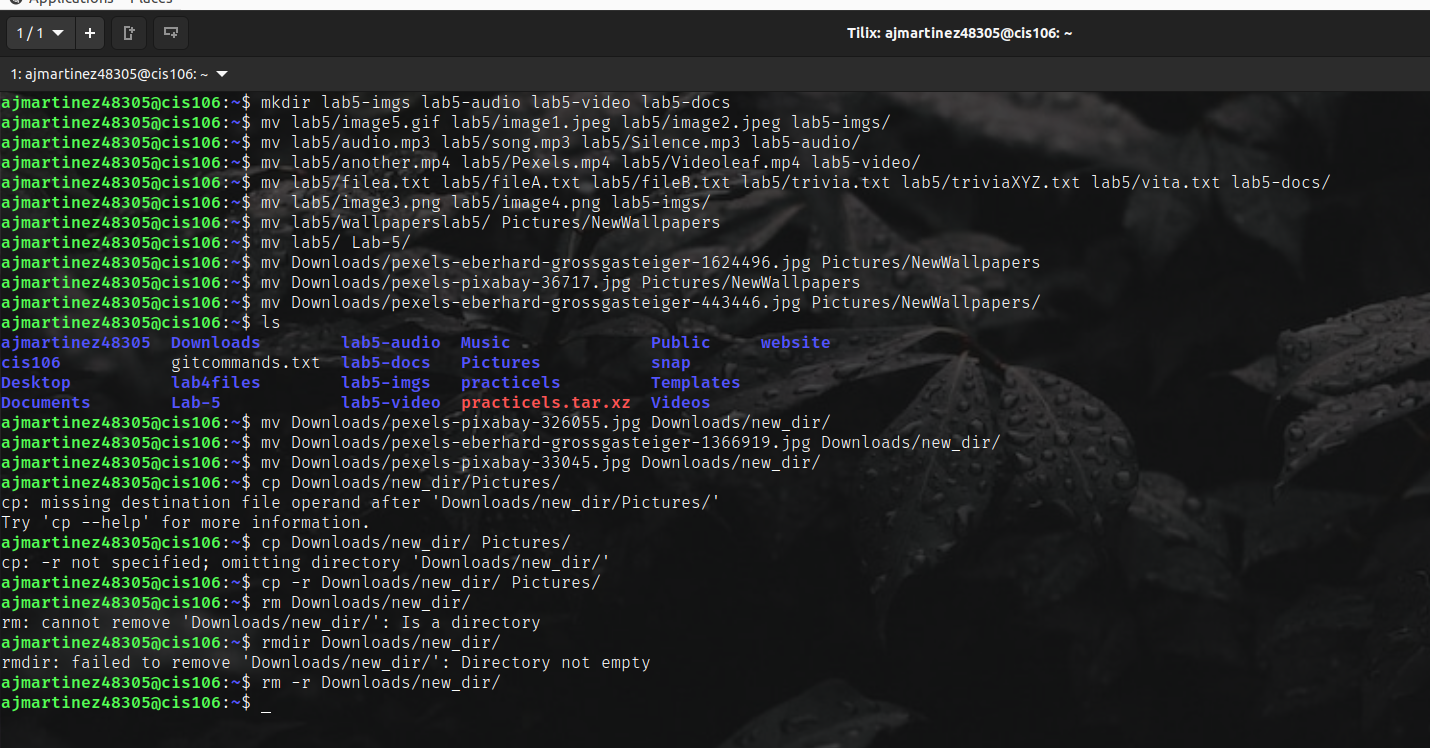 Applications Places
1 / 1 +
Tilix: ajmartinez48305@cis106: ~
1: ajmartinez48305@cis106: ~
ajmartinez48305@cis106:~$ mkdir lab5-imgs lab5-audio lab5-video lab5-docs
ajmartinez48305@cis106:~$ mv lab5/image5.gif lab5/image1.jpeg lab5/image2.jpeg lab5-imgs/
ajmartinez48305@cis106:~$ mv lab5/audio.mp3 lab5/song.mp3 lab5/Silence.mp3 lab5-audio/
ajmartinez48305@cis106:~$ mv lab5/another.mp4 lab5/Pexels.mp4 lab5/Videoleaf.mp4 lab5-video/
ajmartinez48305@cis106:~$ mv lab5/filea.txt lab5/fileA.txt lab5/fileB.txt lab5/trivia.txt lab5/triviaXYZ.txt lab5/vita.txt lab5-docs/
ajmartinez48305@cis106:~$ mv lab5/image3.png lab5/image4.png lab5-imgs/
ajmartinez48305@cis106:~$ mv lab5/wallpaperslab5/ Pictures/NewWallpapers
ajmartinez48305@cis106:~$ mv lab5/ Lab-5/
ajmartinez48305@cis106:~$ mv Downloads/pexels-eberhard-grossgasteiger-1624496.jpg Pictures/NewWallpapers
ajmartinez48305@cis106:~$ mv Downloads/pexels-pixabay-36717.jpg Pictures/NewWallpapers
ajmartinez48305@cis106:~$ mv Downloads/pexels-eberhard-grossgasteiger-443446.jpg Pictures/NewWallpapers/
ajmartinez48305@cis106:~$ ls
ajmartinez48305 Downloads lab5-audio Music Public website
cis106 gitcommands.txt lab5-docs Pictures snap
Desktop lab4files lab5-imgs practicels Templates
Documents Lab-5 lab5-video practicels.tar.xz Videos
ajmartinez48305@cis106:~$ mv Downloads/pexels-pixabay-326055.jpg Downloads/new_dir/
ajmartinez48305@cis106:~$ mv Downloads/pexels-eberhard-grossgasteiger-1366919.jpg Downloads/new_dir/
ajmartinez48305@cis106:~$ mv Downloads/pexels-pixabay-33045.jpg Downloads/new_dir/
ajmartinez48305@cis106:~$ cp Downloads/new_dir/Pictures/
cp: missing destination file operand after 'Downloads/new_dir/Pictures/'
Try 'cp --help' for more information.
ajmartinez48305@cis106:~$ cp Downloads/new_dir/ Pictures/
cp: -r not specified; omitting directory 'Downloads/new_dir/'
ajmartinez48305@cis106:~$ cp -r Downloads/new_dir/ Pictures/
ajmartinez48305@cis106:~$ rm Downloads/new_dir/
rm: cannot remove 'Downloads/new_dir/': Is a directory
ajmartinez48305@cis106:~$ rmdir Downloads/new_dir/
rmdir: failed to remove 'Downloads/new_dir/': Directory not empty
ajmartinez48305@cis106:~$ rm -r Downloads/new_dir/
ajmartinez48305@cis106:~$ _